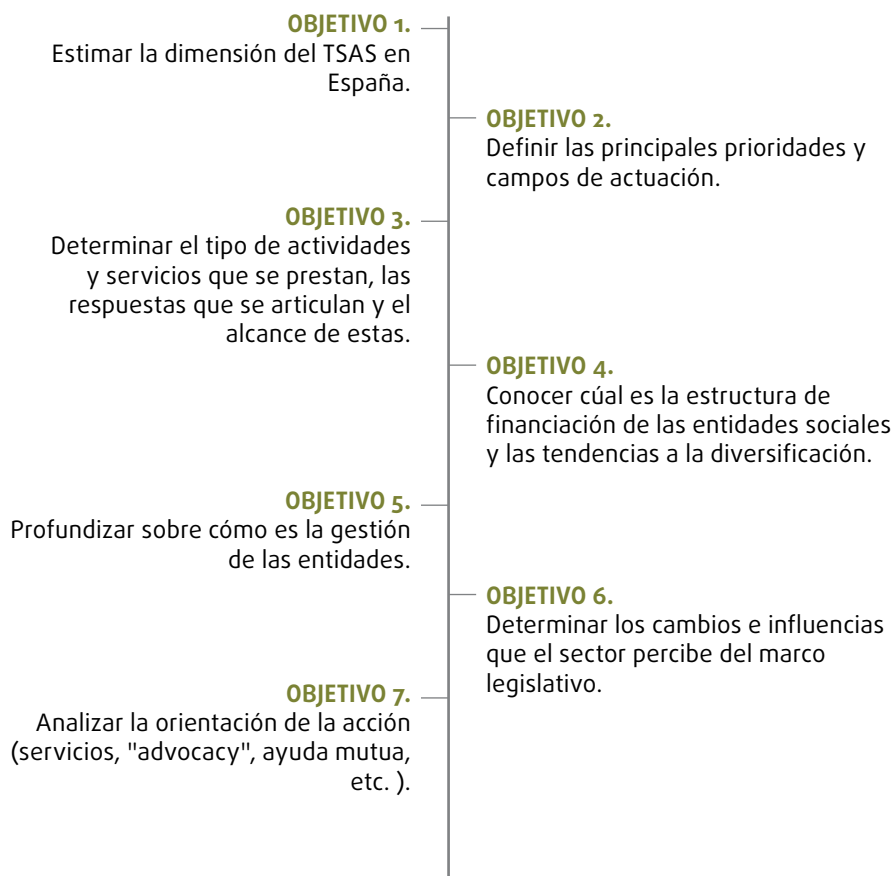 OBJETIVO 1.
Estimar la dimensión del TSAS en
España.
OBJETIVO 2.
Definir las principales prioridades y
campos de actuación.
OBJETIVO 3.
Determinar el tipo de actividades
y servicios que se prestan, las
respuestas que se articulan y el
alcance de estas.
OBJETIVO 4.
Conocer cúal es la estructura de
financiación de las entidades sociales
y las tendencias a la diversificación.
OBJETIVO 5.
Profundizar sobre cómo es la gestión
de las entidades.
OBJETIVO 6.
Determinar los cambios e influencias
que el sector percibe del marco
legislativo.
OBJETIVO 7.
Analizar la orientación de la acción
(servicios, "advocacy", ayuda mutua,
etc. ).